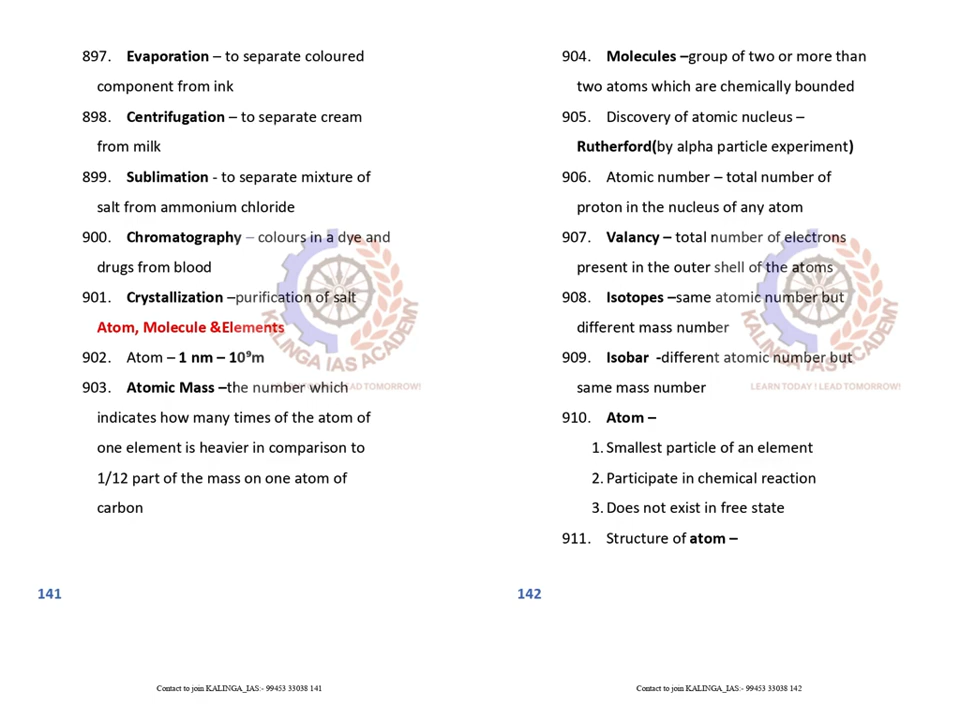 897. Evaporation – to separate coloured
component from ink
898. Centrifugation – to separate cream
from milk
899. Sublimation - to separate mixture of
salt from ammonium chloride
900. Chromatography – colours in a dye and
drugs from blood
901. Crystallization –purification of salt
Atom, Molecule &Elements
902. Atom – 1 nm – 10⁹m
903. Atomic Mass –the number which
indicates how many times of the atom of
one element is heavier in comparison to
1/12 part of the mass on one atom of
carbon
141
Contact to join KALINGA_IAS:- 99453 33038 141
904. Molecules –group of two or more than
two atoms which are chemically bounded
905. Discovery of atomic nucleus –
Rutherford(by alpha particle experiment)
906. Atomic number – total number of
proton in the nucleus of any atom
907. Valancy – total number of electrons
present in the outer shell of the atoms
908. Isotopes –same atomic number but
different mass number
909. Isobar -different atomic number but
same mass number
910. Atom –
1. Smallest particle of an element
2. Participate in chemical reaction
3. Does not exist in free state
911. Structure of atom –
142
Contact to join KALINGA_IAS:- 99453 33038 142
KALINGA IAS ACADEMY
LEAD TOMORROW!
KALINGA IAS ACADEMY
LEARN TODAY ! LEAD TOMORROW!